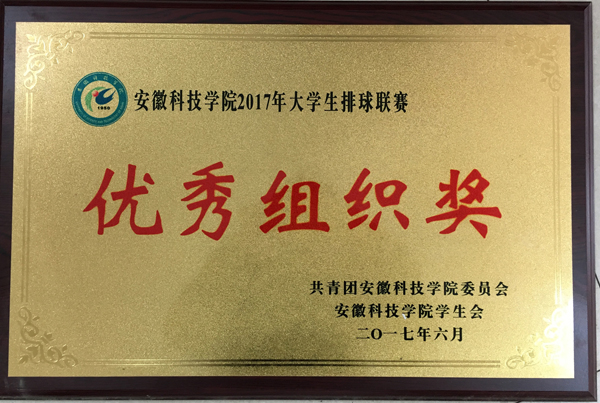 安徽科技学院2017年大学生排球联赛
1950
优秀组织奖
共青团安徽科技学院委员会
安徽科技学院学生会
二〇一七年六月